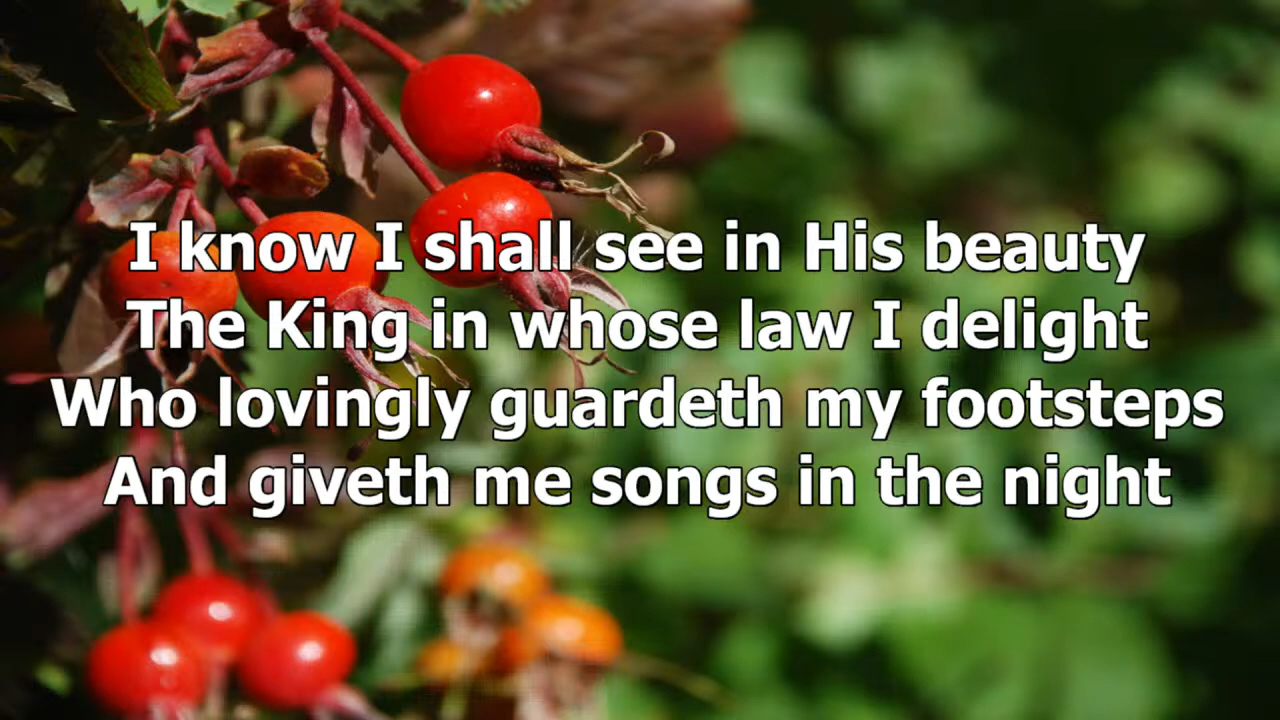 I know I shall see in His beauty
The King in whose law I delight
Who lovingly guardeth my footsteps
And giveth me songs in the night